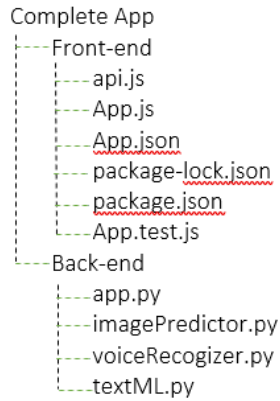 Complete App
Front-end
api.js
App.js
App.json
package-lock.json
package.json
App.test.js
Back-end
app.py
imagePredictor.py
voiceRecogizer.py
textML.py